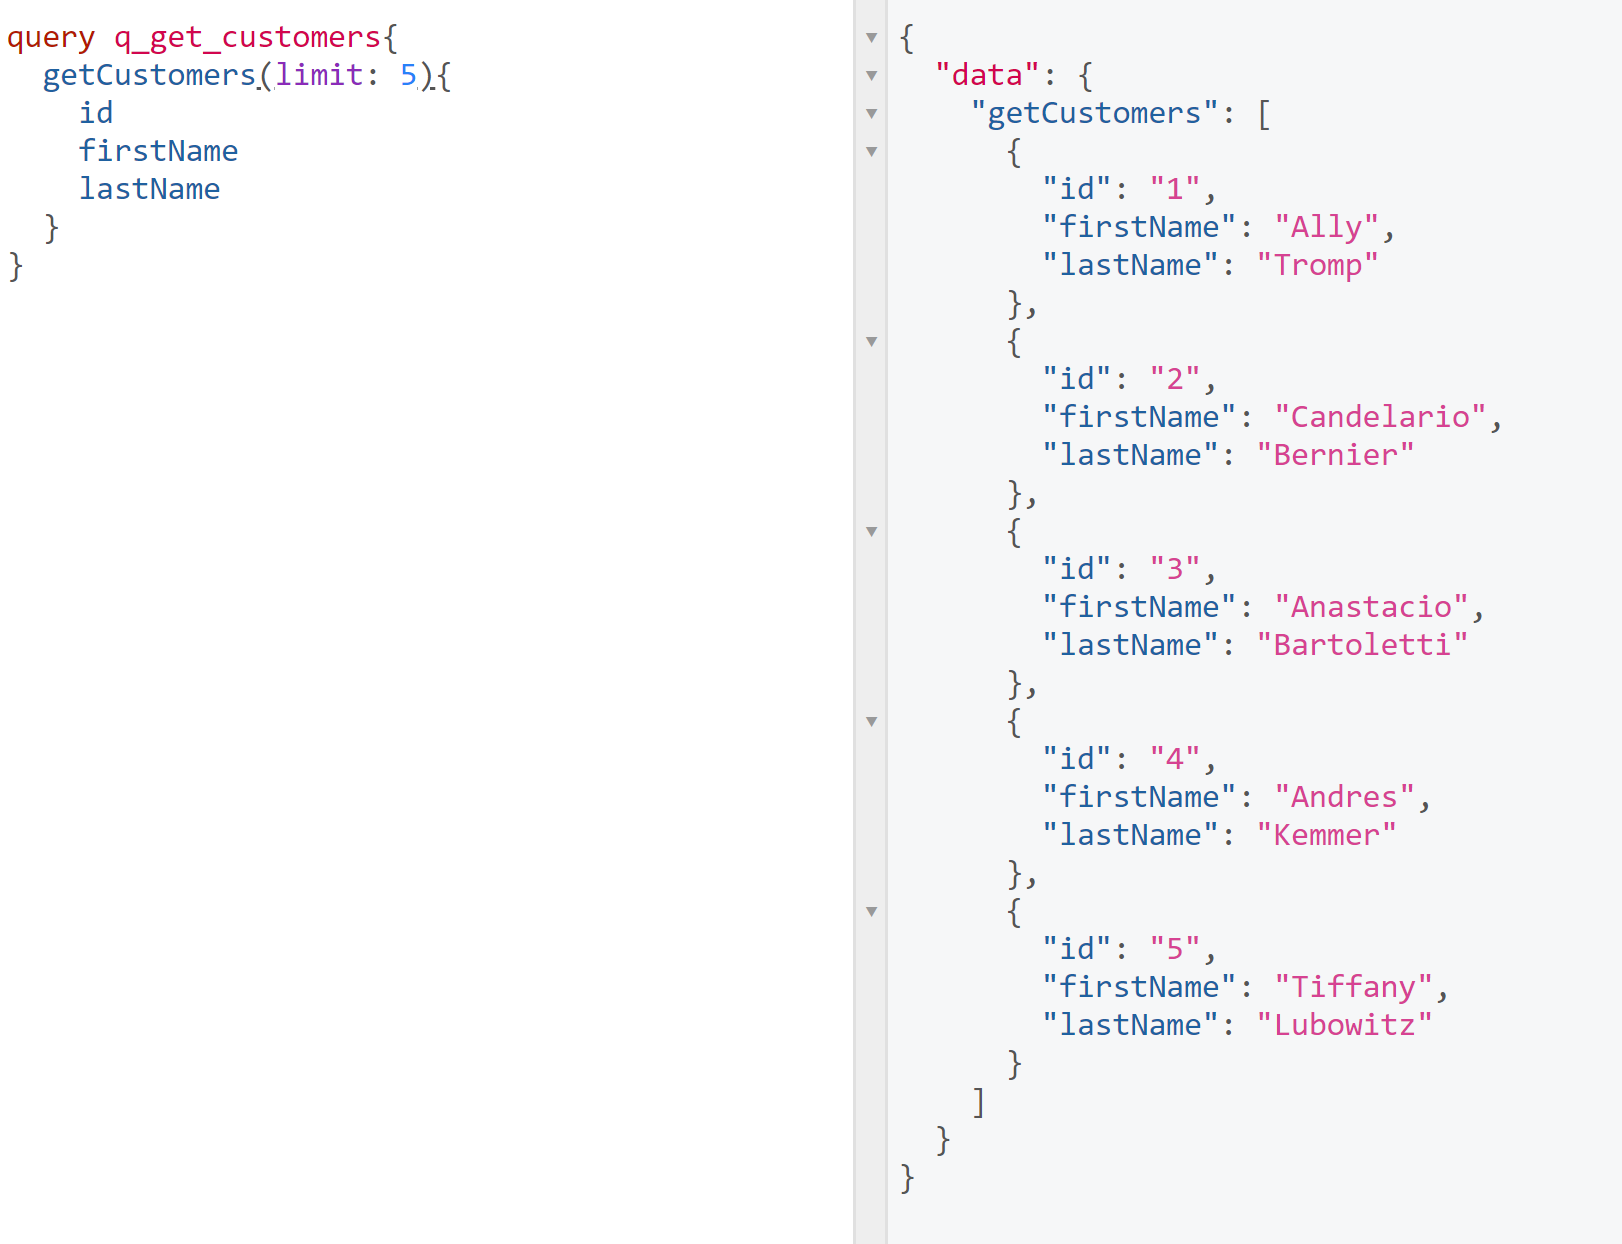 query q_get_customers{
  getCustomers(limit: 5){
    id
    firstName
    lastName
  }
}
{
  "data": {
    "getCustomers": [
      {
        "id": "1",
        "firstName": "Ally",
        "lastName": "Tromp"
      },
      {
        "id": "2",
        "firstName": "Candelario",
        "lastName": "Bernier"
      },
      {
        "id": "3",
        "firstName": "Anastacio",
        "lastName": "Bartoletti"
      },
      {
        "id": "4",
        "firstName": "Andres",
        "lastName": "Kemmer"
      },
      {
        "id": "5",
        "firstName": "Tiffany",
        "lastName": "Lubowitz"
      }
    ]
  }
}